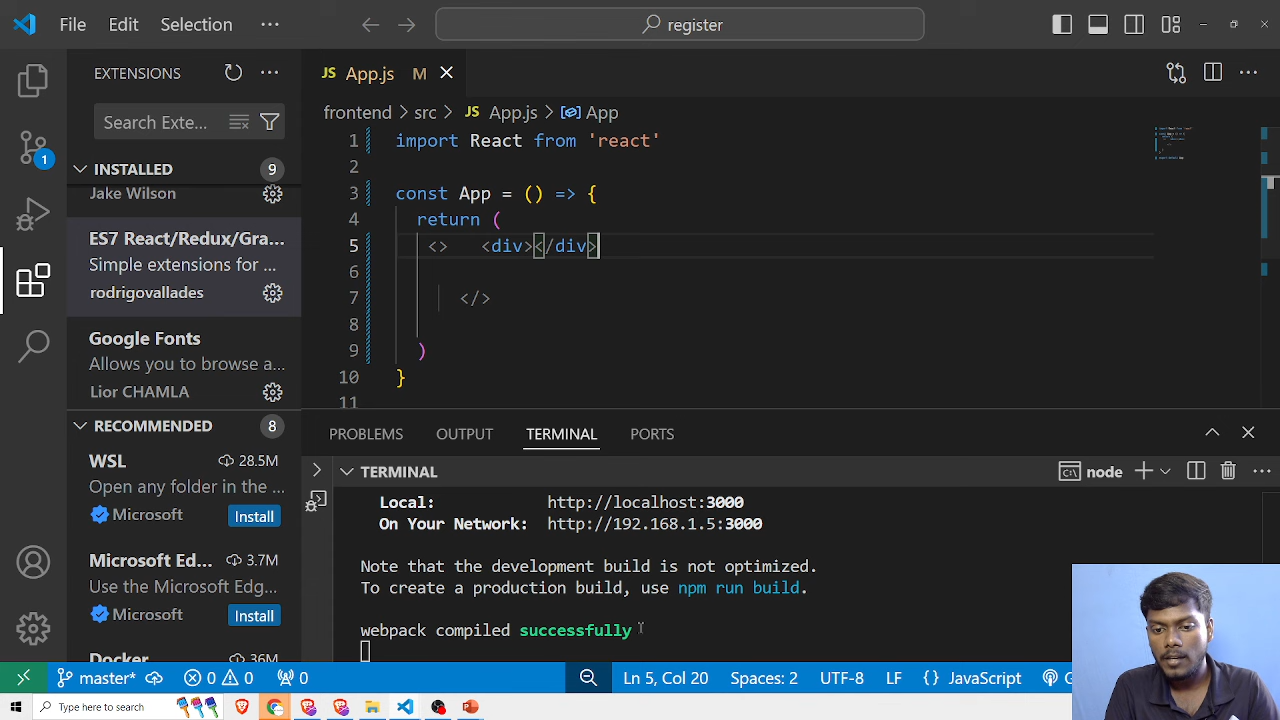 File Edit Selection ···
register
EXTENSIONS
Search Exte...
INSTALLED 9
Jake Wilson
ES7 React/Redux/Gra...
Simple extensions for ...
rodrigovallades
Google Fonts
Allows you to browse a...
Lior CHAMLA
RECOMMENDED 8
WSL 28.5M
Open any folder in the ...
Microsoft Install
Microsoft Ed... 3.7M
Use the Microsoft Edg...
Microsoft Install
Docker 36M
JS App.js M
frontend > src > JS App.js > App
1 import React from 'react'
2
3 const App = () => {
4 return (
5 <> <div></div>
6
7 </>
8
9 )
10 }
11
PROBLEMS OUTPUT TERMINAL PORTS
TERMINAL
node
Local: http://localhost:3000
On Your Network: http://192.168.1.5:3000
Note that the development build is not optimized.
To create a production build, use npm run build.
webpack compiled successfully
1
master* 0 0 0 Ln 5, Col 20 Spaces: 2 UTF-8 LF {} JavaScript G
Type here to search